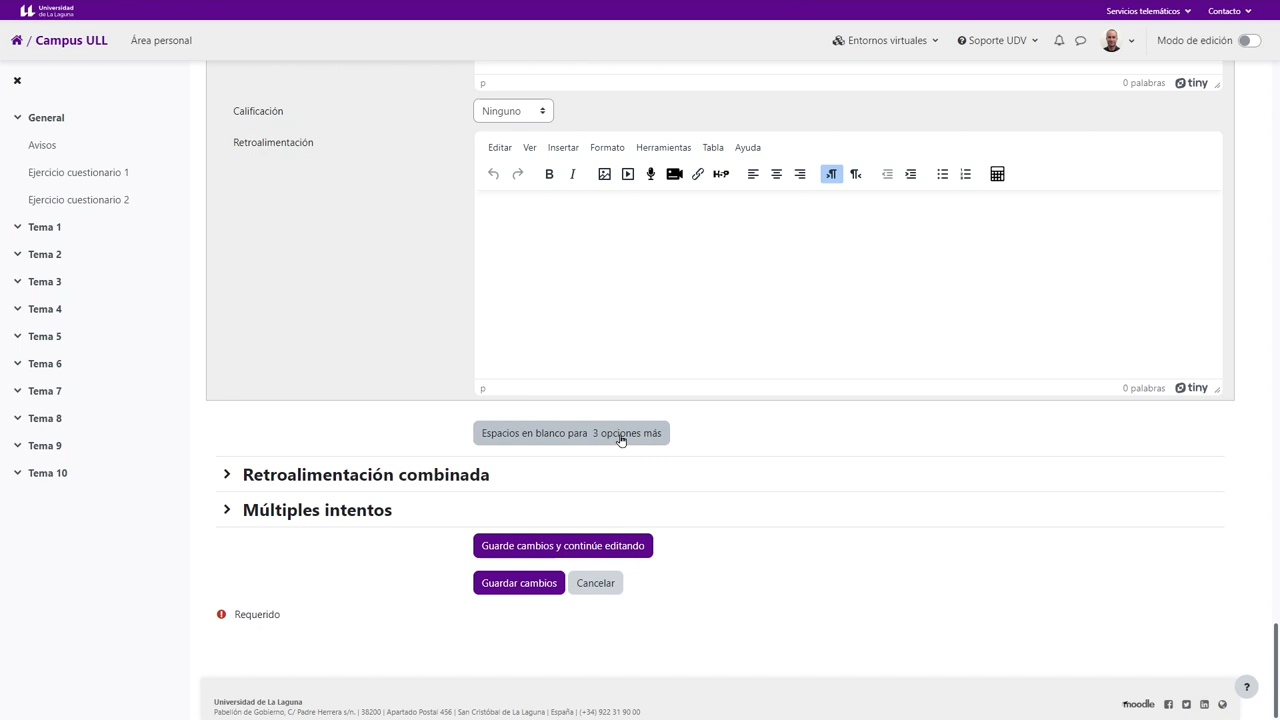 Universidad
de La Laguna
Servicios telemáticos
Contacto
/ Campus ULL
Área personal
Entornos virtuales
Soporte UDV
Modo de edición
General
Avisos
Ejercicio cuestionario 1
Ejercicio cuestionario 2
Tema 1
Tema 2
Tema 3
Tema 4
Tema 5
Tema 6
Tema 7
Tema 8
Tema 9
Tema 10
p
0 palabras
tiny
Calificación
Ninguno
Retroalimentación
Editar Ver Insertar Formato Herramientas Tabla Ayuda
B I H-P
p
0 palabras
tiny
Espacios en blanco para 3 opciones más
Retroalimentación combinada
Múltiples intentos
Guarde cambios y continúe editando
Guardar cambios
Cancelar
Requerido
?
Universidad de La Laguna
Pabellón de Gobierno, C/ Padre Herrera s/n. | 38200 | Apartado Postal 456 | San Cristóbal de La Laguna | España | (+34) 922 31 90 00
moodle